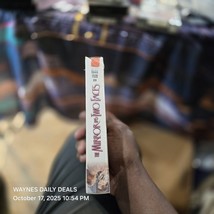 THE MIRROR HAS TWO FACES
WAYNES DAILY DEALS
October 17, 2025 10:54 PM